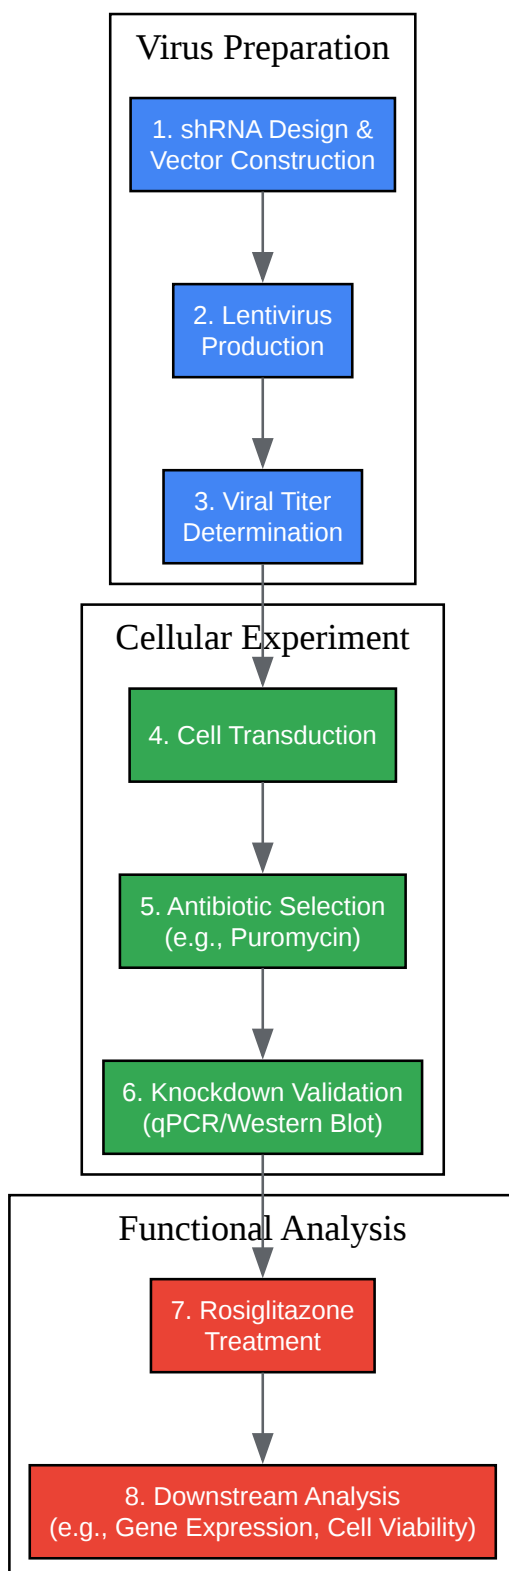 Virus Preparation
1. shRNA Design &
Vector Construction
2. Lentivirus
Production
3. Viral Titer
Determination
Cellular Experiment
4. Cell Transduction
5. Antibiotic Selection
(e.g., Puromycin)
6. Knockdown Validation
(qPCR/Western Blot)
Functional Analysis
7. Rosiglitazone
Treatment
8. Downstream Analysis
(e.g., Gene Expression, Cell Viability)